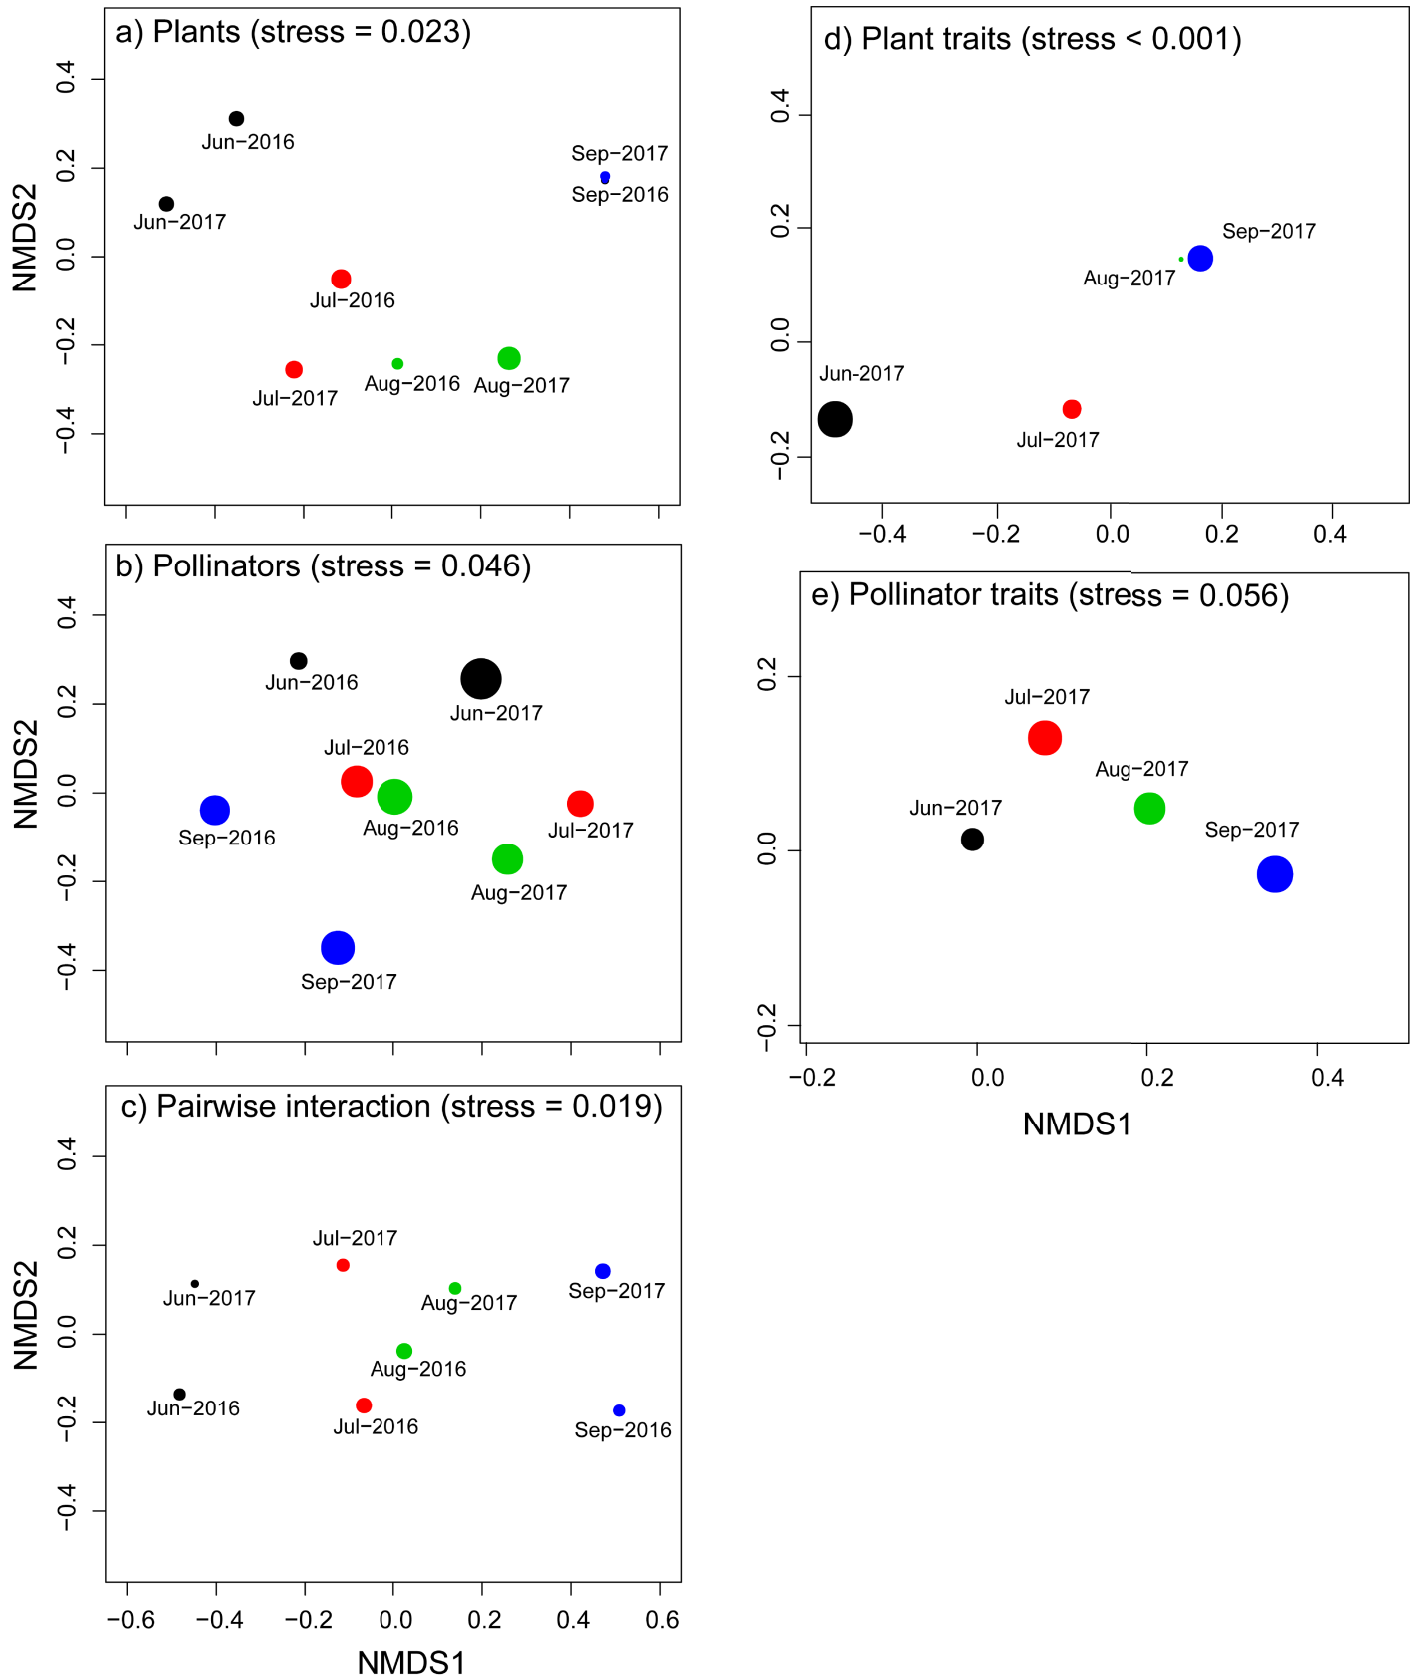 a) Plants (stress = 0.023)
NMDS2
0.4
0.2
0.0
−0.2
−0.4
Jun−2016
Jun−2017
Sep−2017
Sep−2016
Jul−2016
Jul−2017
Aug−2016
Aug−2017
b) Pollinators (stress = 0.046)
NMDS2
0.4
0.2
0.0
−0.2
−0.4
Jun−2016
Jun−2017
Jul−2016
Aug−2016
Sep−2016
Jul−2017
Aug−2017
Sep−2017
c) Pairwise interaction (stress = 0.019)
NMDS2
0.4
0.2
0.0
−0.2
−0.4
Jul−2017
Jun−2017
Aug−2017
Sep−2017
Aug−2016
Jun−2016
Jul−2016
Sep−2016
−0.6 −0.4 −0.2 0.0 0.2 0.4 0.6
NMDS1
d) Plant traits (stress < 0.001)
0.4
0.2
0.0
−0.2
Sep−2017
Aug−2017
Jun-2017
Jul−2017
−0.4 −0.2 0.0 0.2 0.4
e) Pollinator traits (stress = 0.056)
0.2
0.0
−0.2
Jul−2017
Aug−2017
Jun−2017
Sep−2017
−0.2 0.0 0.2 0.4
NMDS1